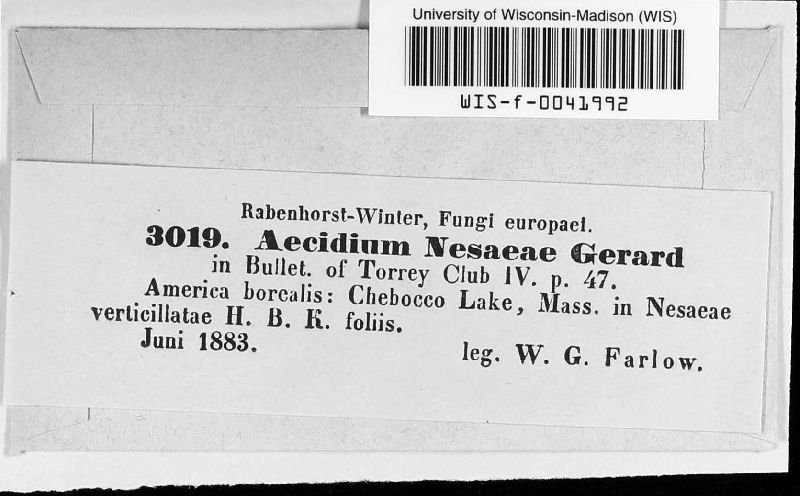 University of Wisconsin-Madison (WIS)
WIS-f-0041992
Rabenhorst-Winter, Fungi europaei.
3019. Aecidium Nesaeae Gerard
in Bullet. of Torrey Club IV. p. 47.
America borealis: Chebocco Lake, Mass. in Nesaeae
verticillatae H. B. K. foliis.
Juni 1883.
leg. W. G. Farlow.